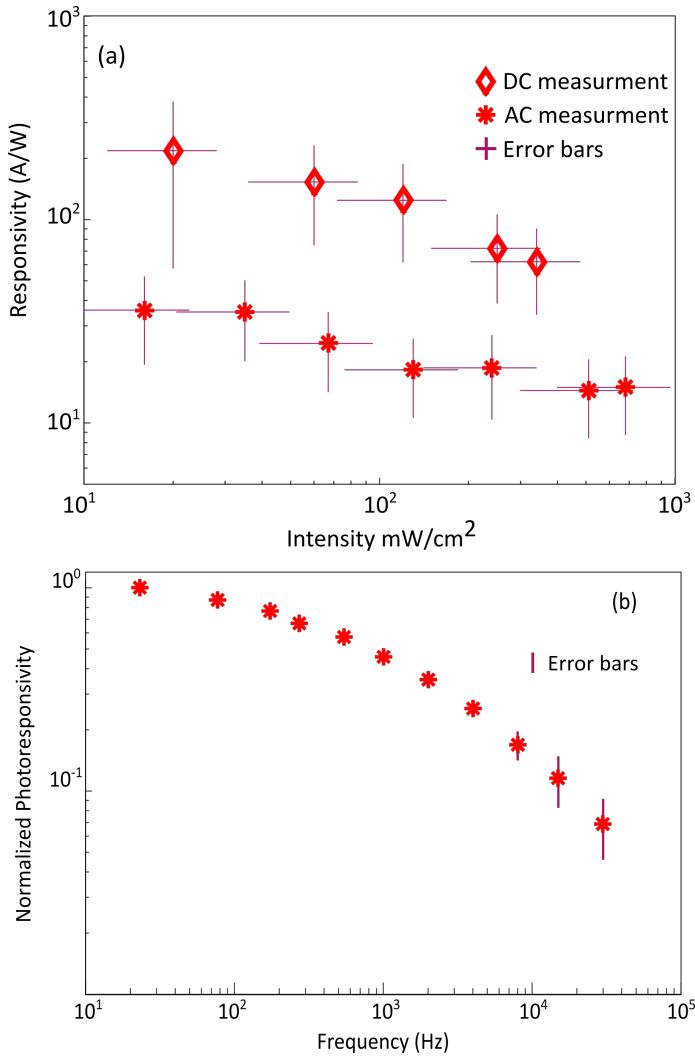 10³
(a)
DC measurment
AC measurment
Error bars
10²
10¹
Responsivity (A/W)
10¹ 10² 10³
Intensity mW/cm²
10⁰
(b)
Error bars
10⁻¹
Normalized Photoresponsivity
10¹ 10² 10³ 10⁴ 10⁵
Frequency (Hz)